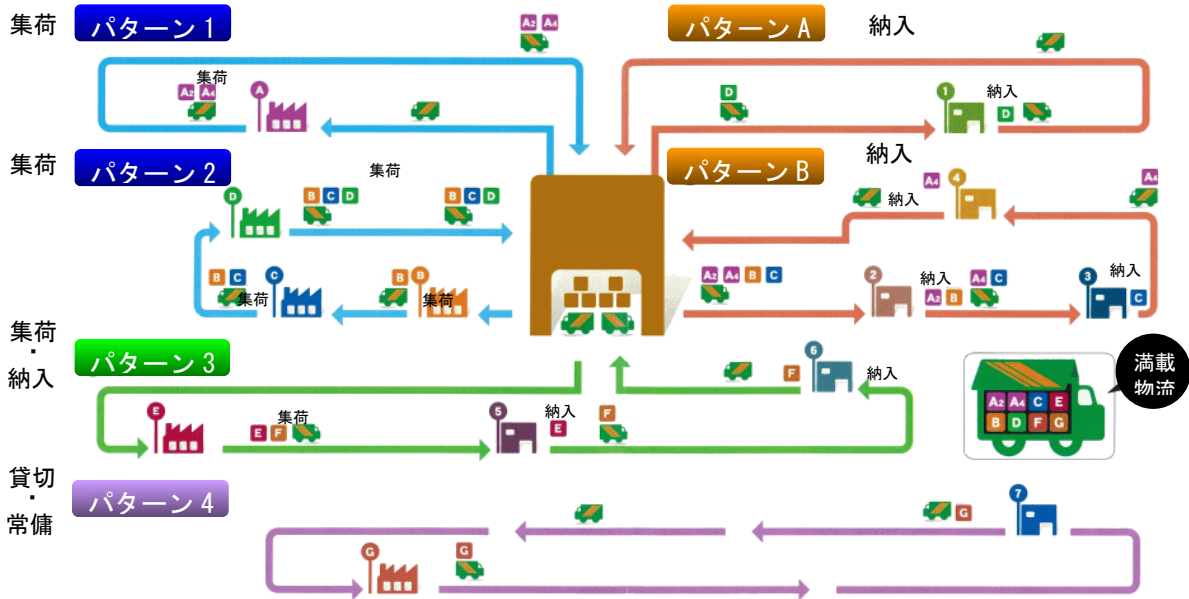 集荷 パターン1
A2 A4
パターンA 納入
集荷
A2 A4
A
D
1
納入
D
集荷 パターン2
集荷
D
B C D
B C D
パターンB
納入
A4
4
納入
A4
B C
集荷
C
B
B
集荷
A2 A4 B C
2
納入
A2 B
A4 C
3
納入
C
集荷
・
納入
パターン3
E
集荷
E F
5
納入
E
F
F
6
納入
満載
物流
A2 A4 C E
B D F G
貸切
・
常傭
パターン4
G
G
G
7